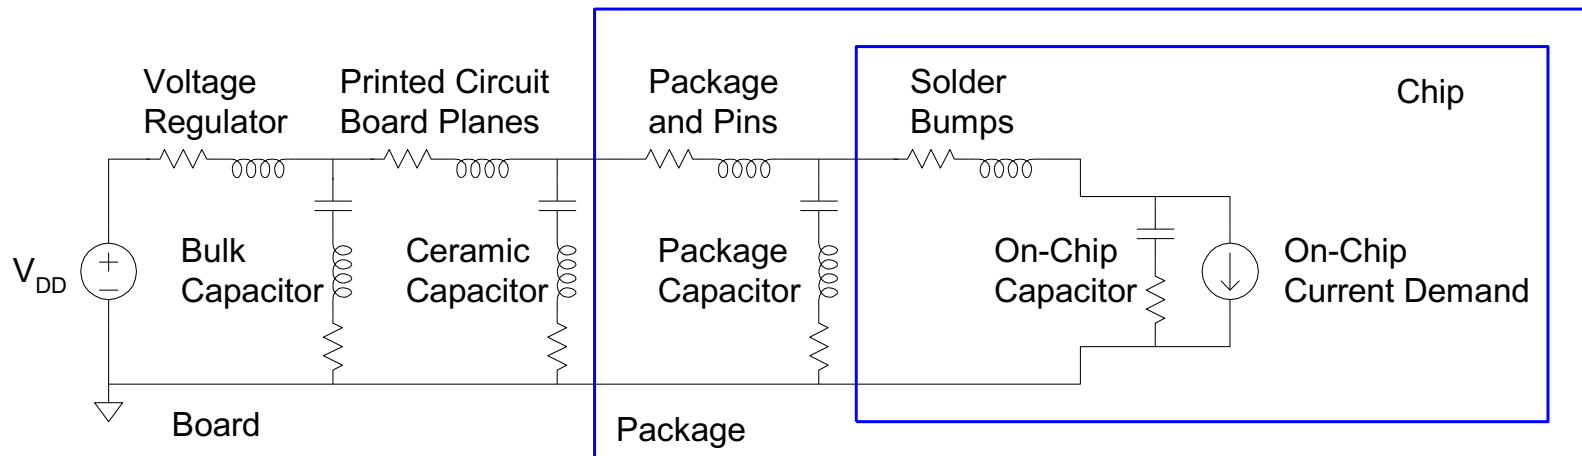 Voltage
Regulator
Printed Circuit
Board Planes
Package
and Pins
Solder
Bumps
Chip
V_DD
+
−
Bulk
Capacitor
Ceramic
Capacitor
Package
Capacitor
On-Chip
Capacitor
On-Chip
Current Demand
Board
Package